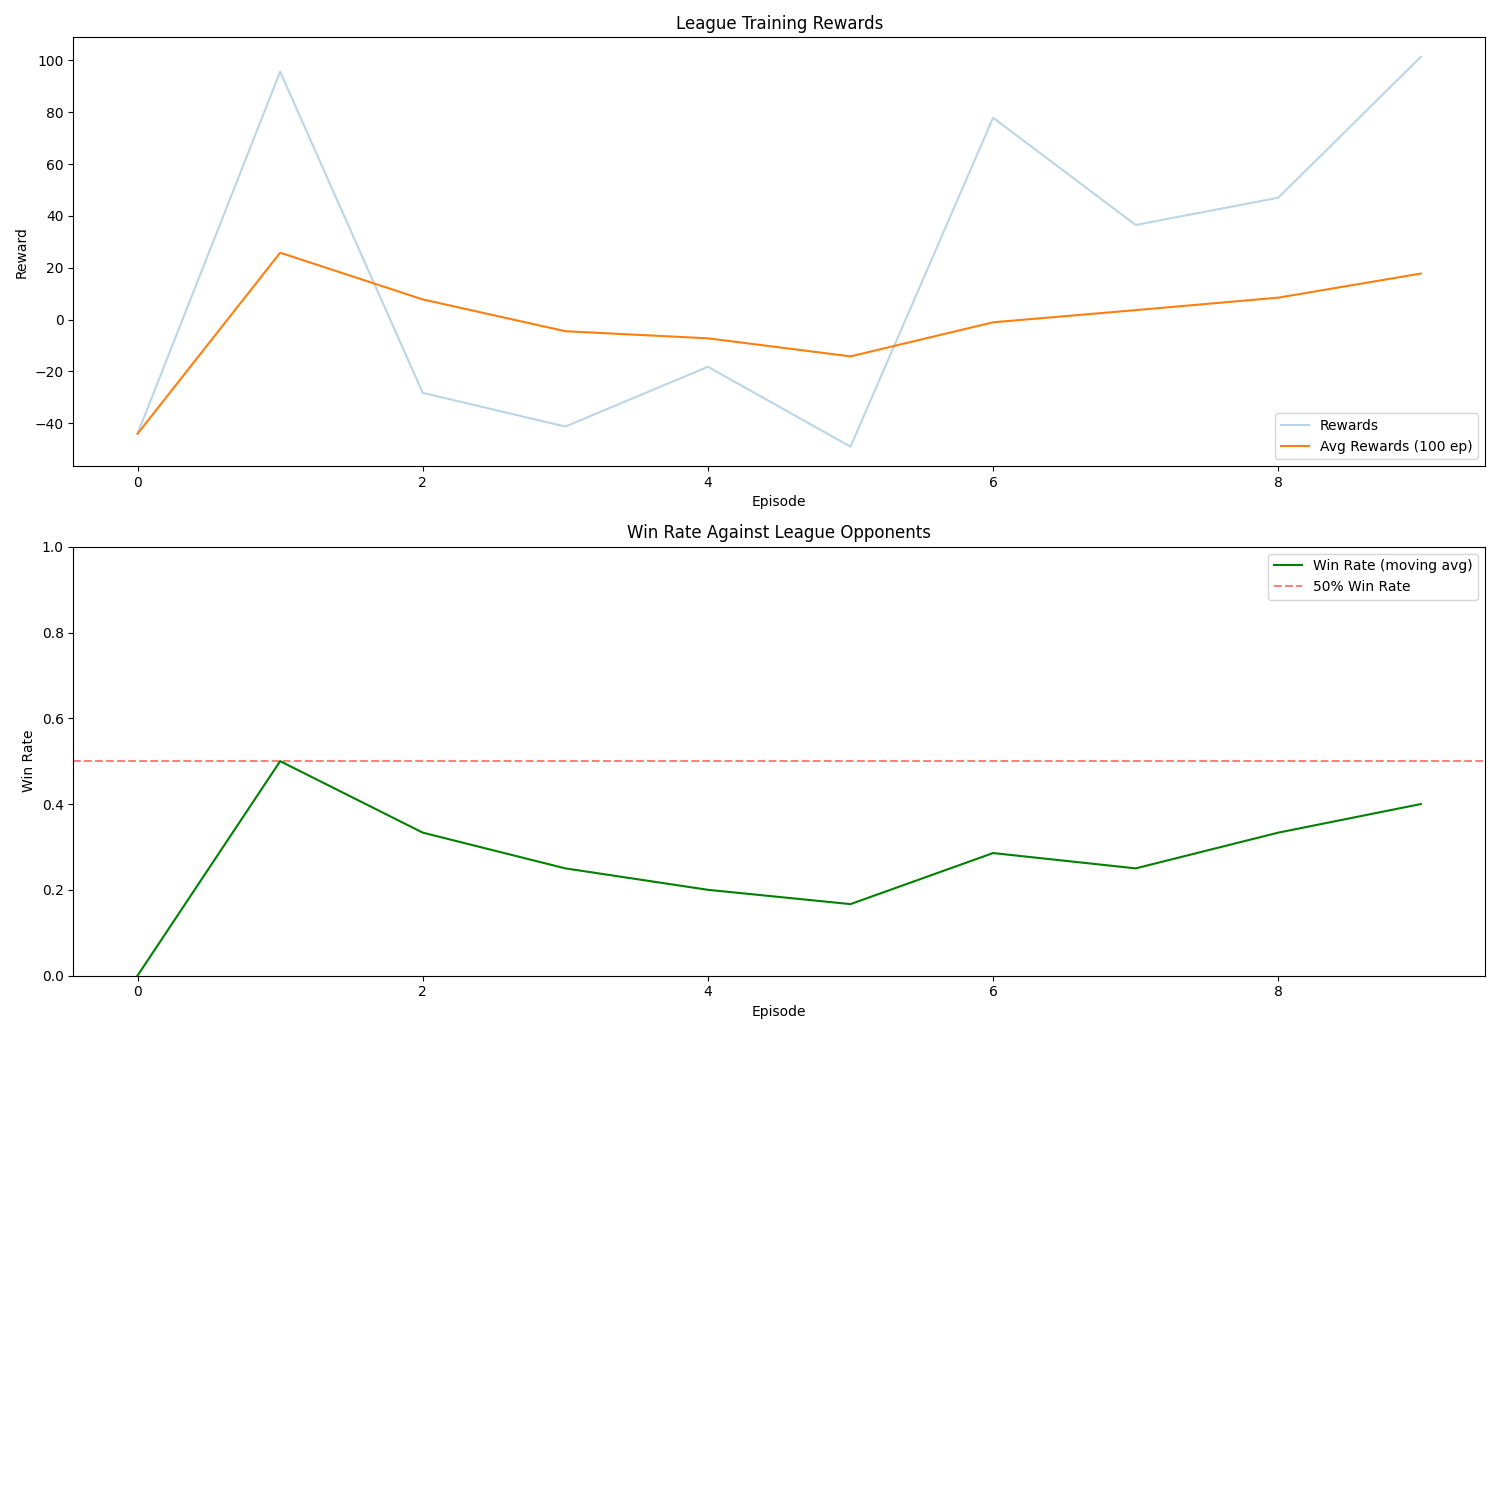 League Training Rewards
100
80
60
40
20
0
−20
−40
Reward
Rewards
Avg Rewards (100 ep)
0 2 4 6 8
Episode
Win Rate Against League Opponents
1.0
0.8
0.6
0.4
0.2
0.0
Win Rate
Win Rate (moving avg)
50% Win Rate
0 2 4 6 8
Episode